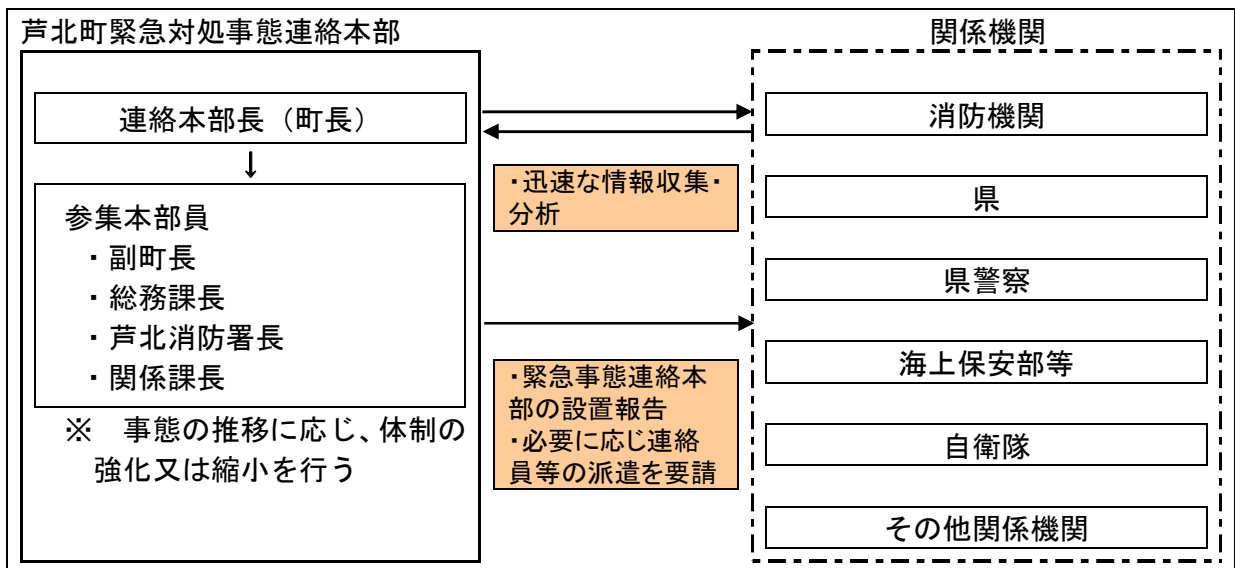 芦北町緊急対処事態連絡本部
連絡本部長（町長）
参集本部員
・副町長
・総務課長
・芦北消防署長
・関係課長
※　事態の推移に応じ、体制の
強化又は縮小を行う
・迅速な情報収集・
分析
・緊急事態連絡本
部の設置報告
・必要に応じ連絡
員等の派遣を要請
関係機関
消防機関
県
県警察
海上保安部等
自衛隊
その他関係機関